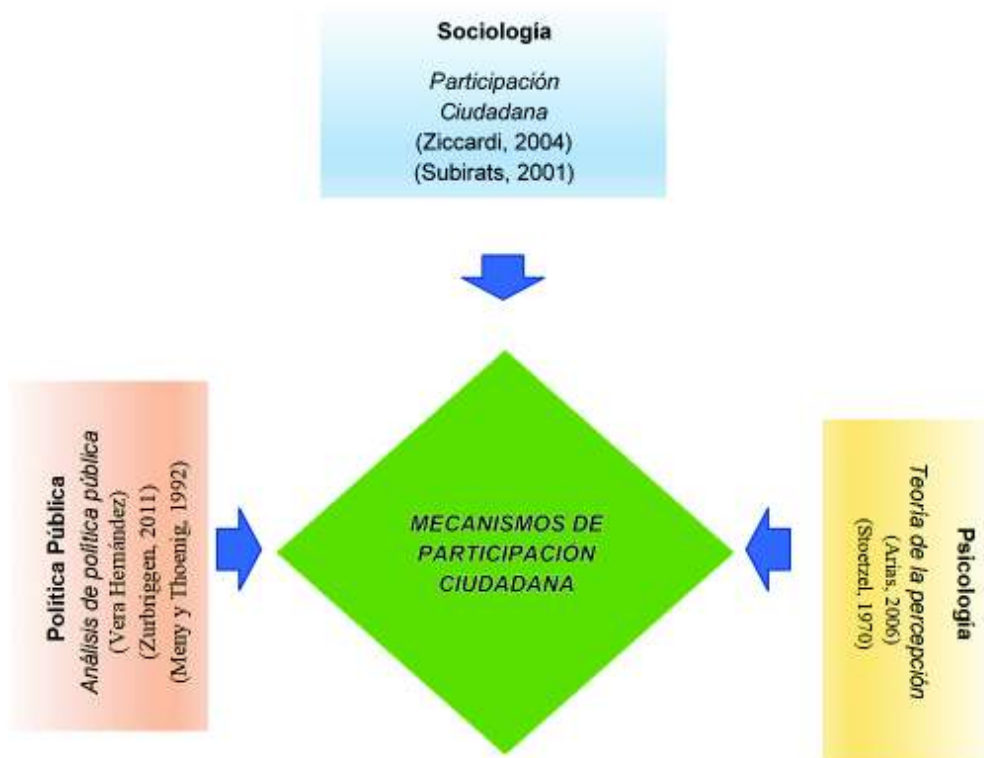 Sociología
Participación
Ciudadana
(Ziccardi, 2004)
(Subirats, 2001)
Política Pública
Análisis de política pública
(Vera Hernández)
(Zurbriggen, 2011)
(Meny y Thoenig, 1992)
MECANISMOS DE
PARTICIPACIÓN
CIUDADANA
Psicología
Teoría de la percepción
(Arias, 2006)
(Stoetzel, 1970)